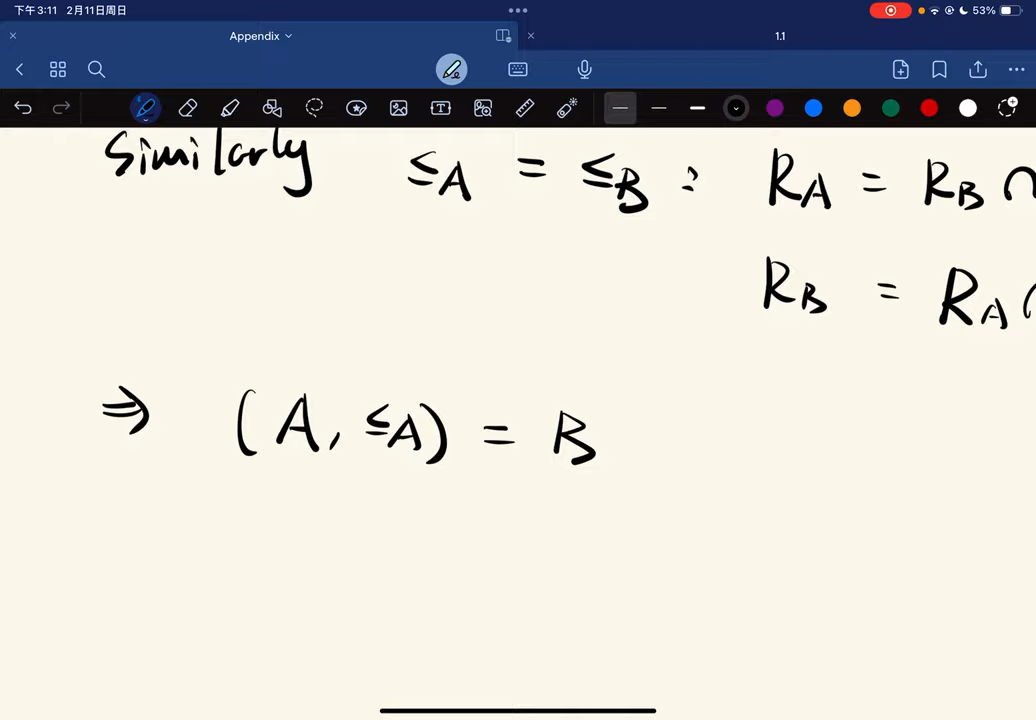 下午3:11 2月11日周日 53%
Appendix 1.1
Similarly ≤A = ≤B : RA = RB ∩
RB = RA ∩
⇒ (A, ≤A) = B